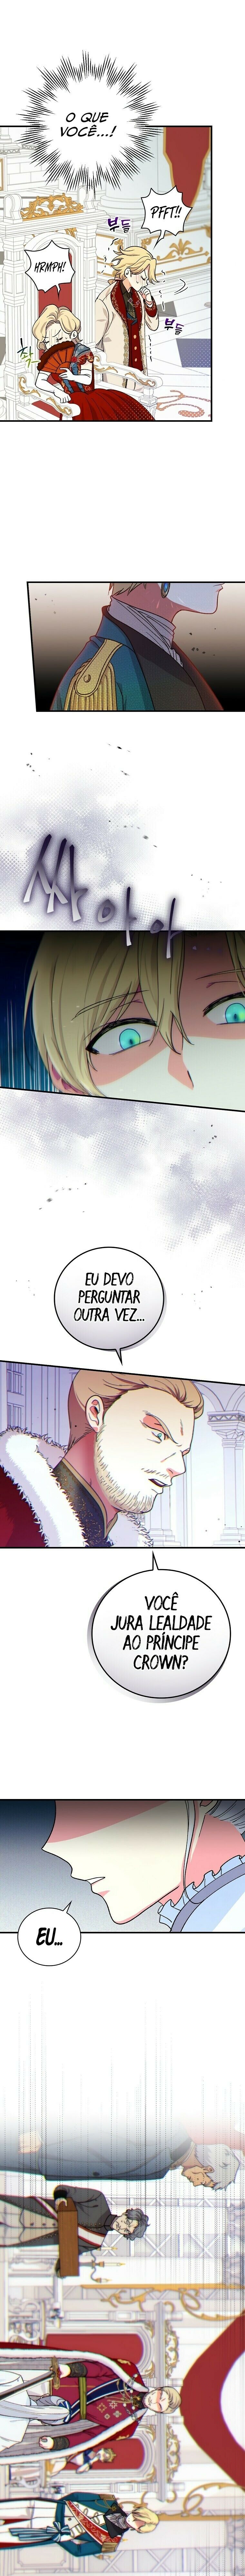 O QUE
VOCÊ...!
PFFT!!
부들
HRMPH!
부들
싸아아
EU DEVO
PERGUNTAR
OUTRA VEZ...
VOCÊ
JURA LEALDADE
AO PRÍNCIPE
CROWN?
EU...